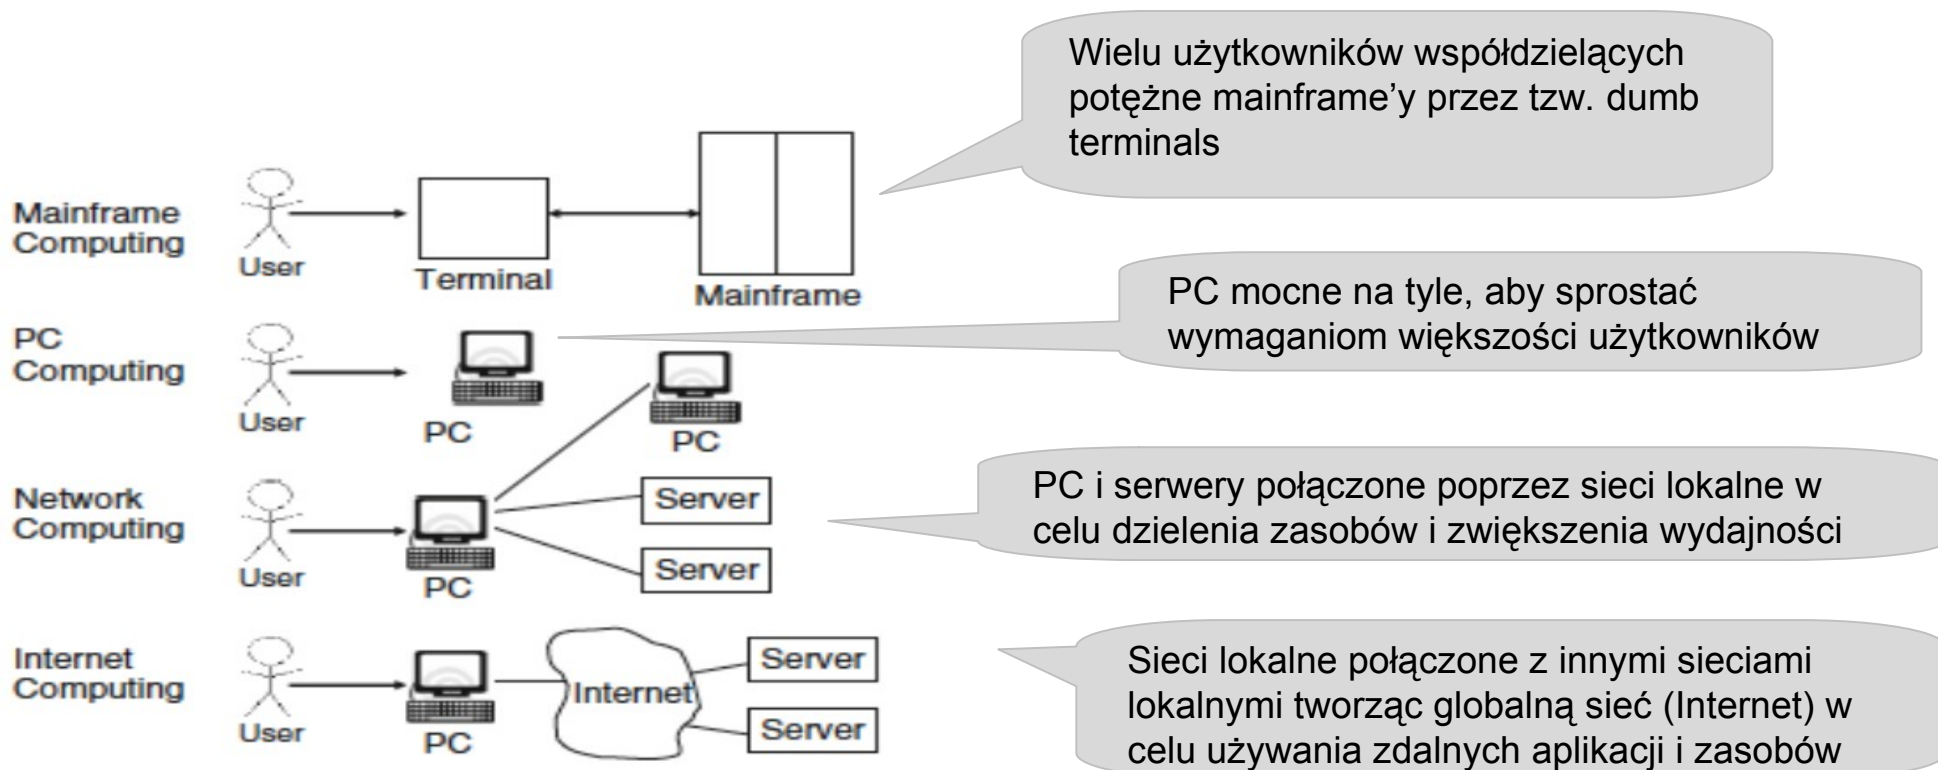 Wielu użytkowników współdzielących
potężne mainframe’y przez tzw. dumb
terminals
Mainframe
Computing
User
Terminal
Mainframe
PC mocne na tyle, aby sprostać
wymaganiom większości użytkowników
PC
Computing
User
PC
PC
PC i serwery połączone poprzez sieci lokalne w
celu dzielenia zasobów i zwiększenia wydajności
Network
Computing
User
PC
Server
Server
Sieci lokalne połączone z innymi sieciami
lokalnymi tworząc globalną sieć (Internet) w
celu używania zdalnych aplikacji i zasobów
Internet
Computing
User
PC
Internet
Server
Server